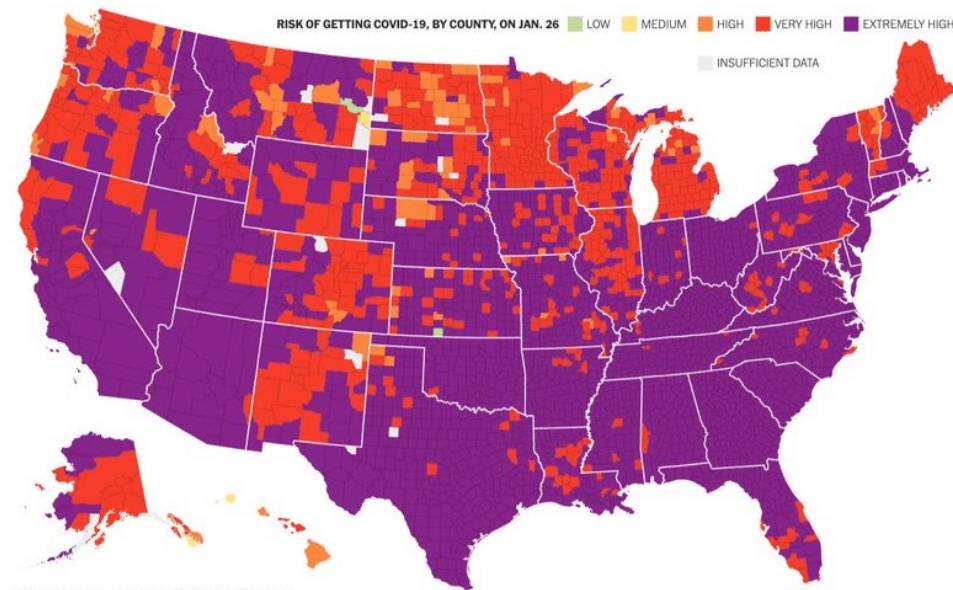 RISK OF GETTING COVID-19, BY COUNTY, ON JAN. 26 LOW MEDIUM HIGH VERY HIGH EXTREMELY HIGH
INSUFFICIENT DATA